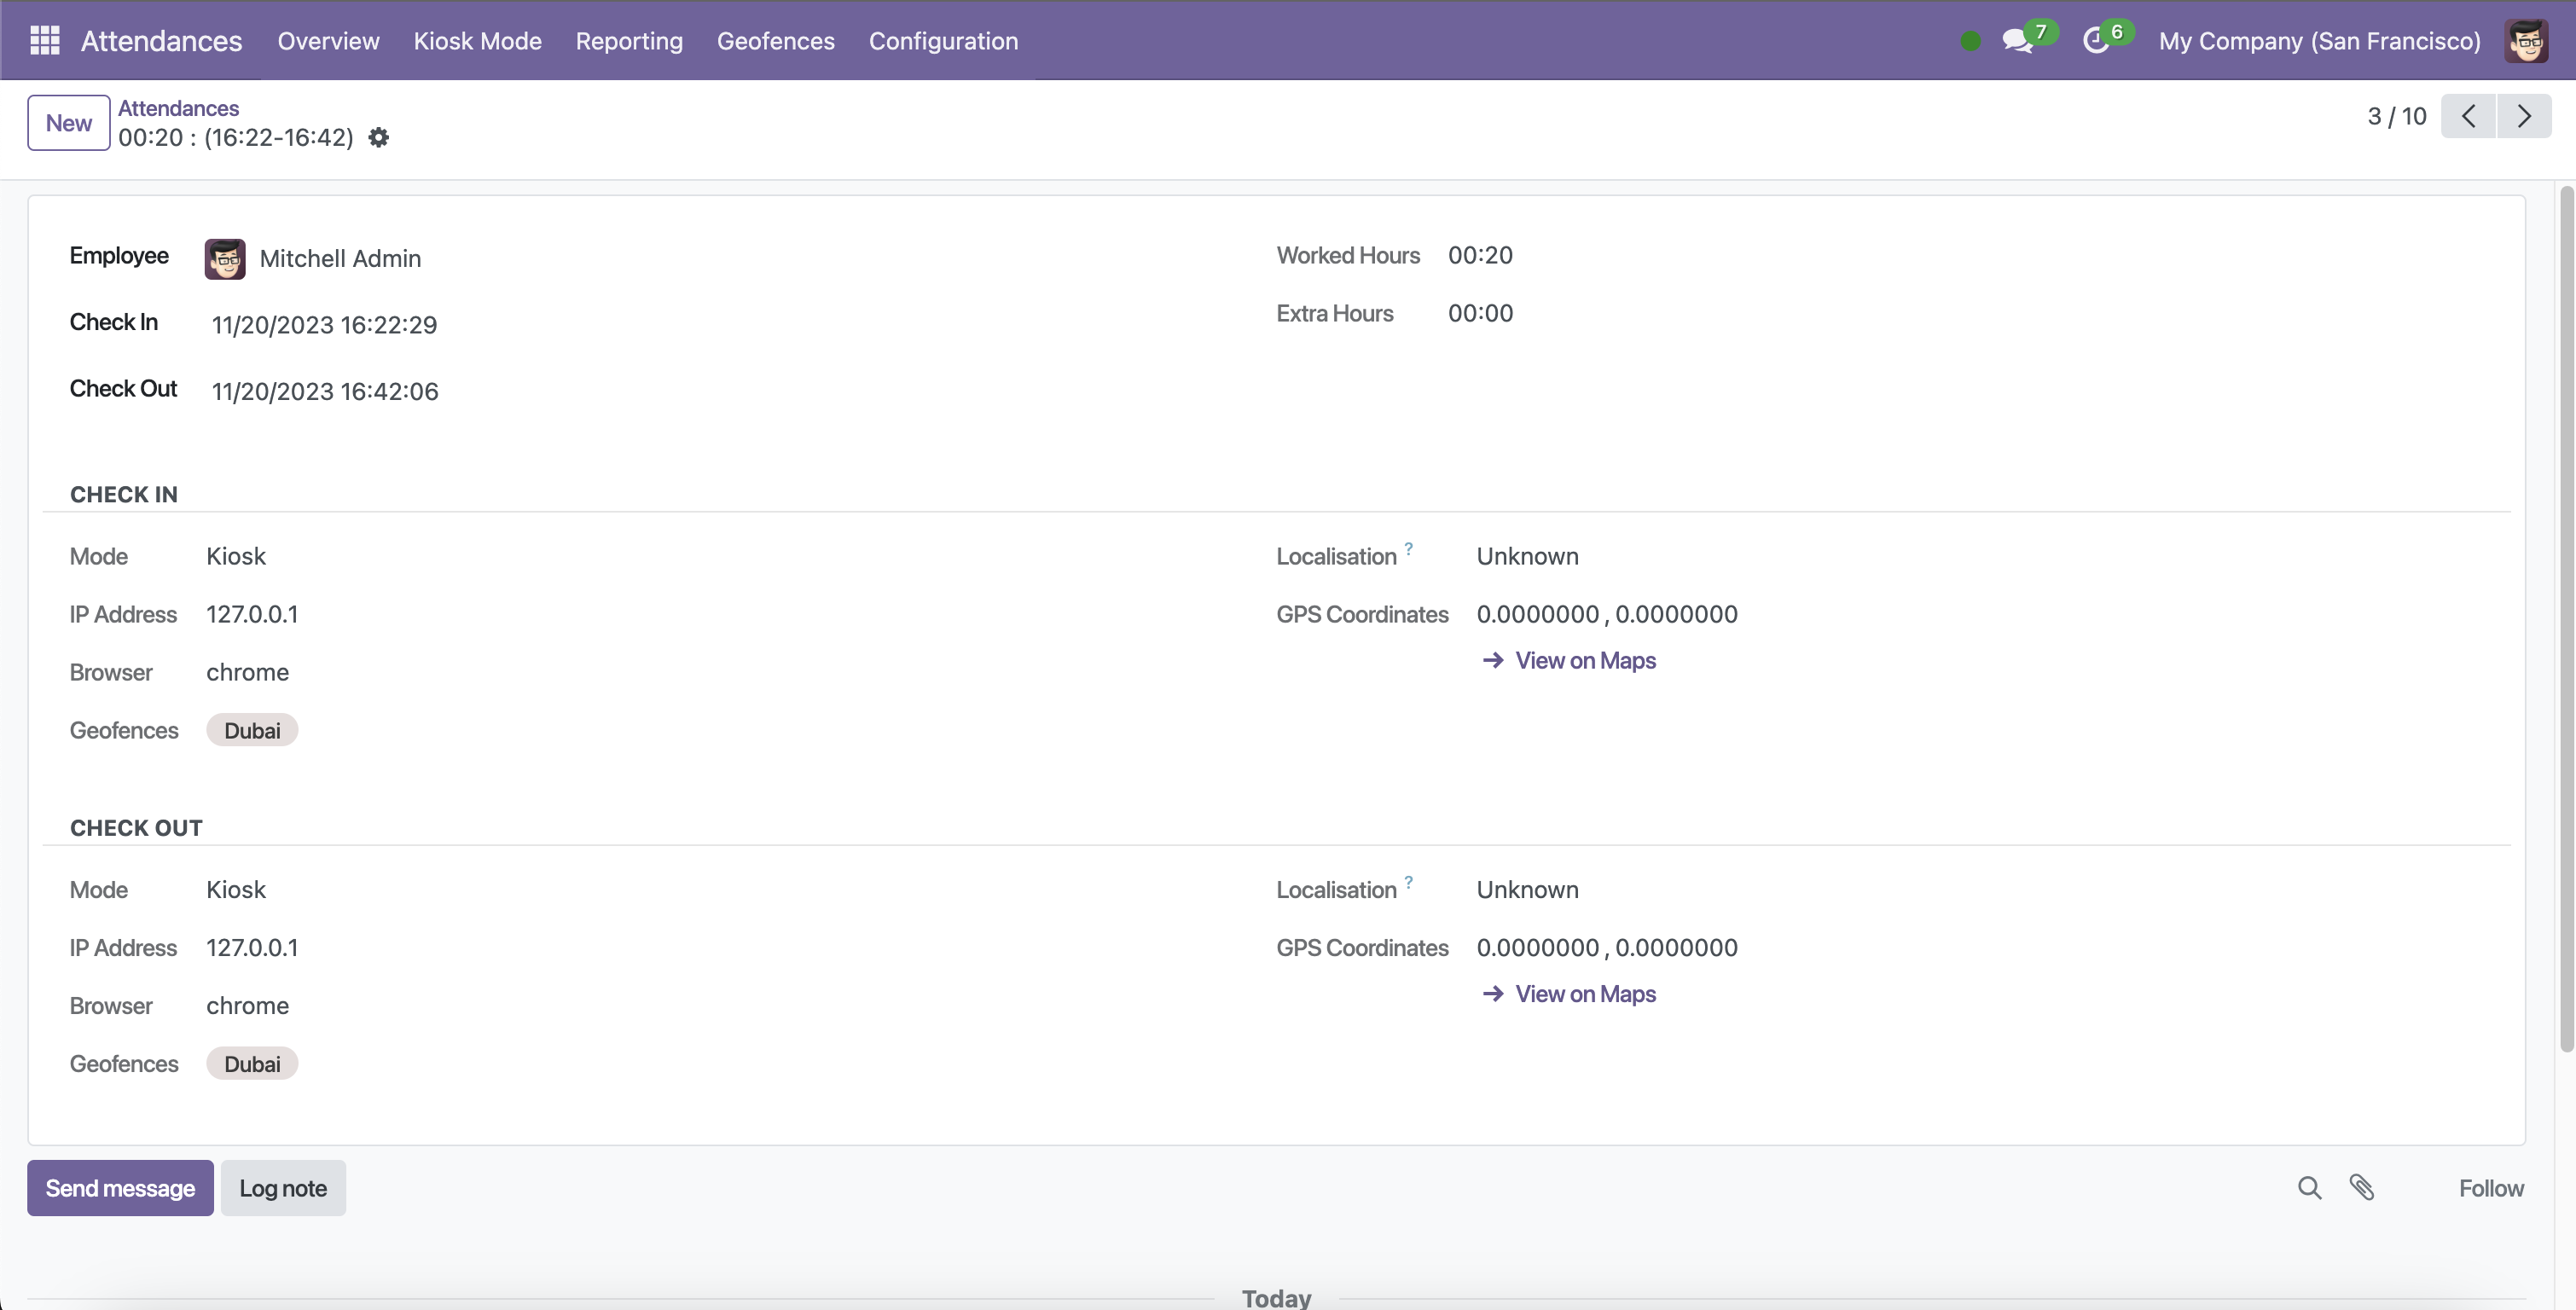 Attendances Overview Kiosk Mode Reporting Geofences Configuration 7 6 My Company (San Francisco)
New Attendances
00:20 : (16:22-16:42) 3 / 10
Employee Mitchell Admin Worked Hours 00:20
Check In 11/20/2023 16:22:29 Extra Hours 00:00
Check Out 11/20/2023 16:42:06
CHECK IN
Mode Kiosk Localisation ? Unknown
IP Address 127.0.0.1 GPS Coordinates 0.0000000 , 0.0000000
View on Maps
Browser chrome
Geofences Dubai
CHECK OUT
Mode Kiosk Localisation ? Unknown
IP Address 127.0.0.1 GPS Coordinates 0.0000000 , 0.0000000
View on Maps
Browser chrome
Geofences Dubai
Send message Log note Follow
Today